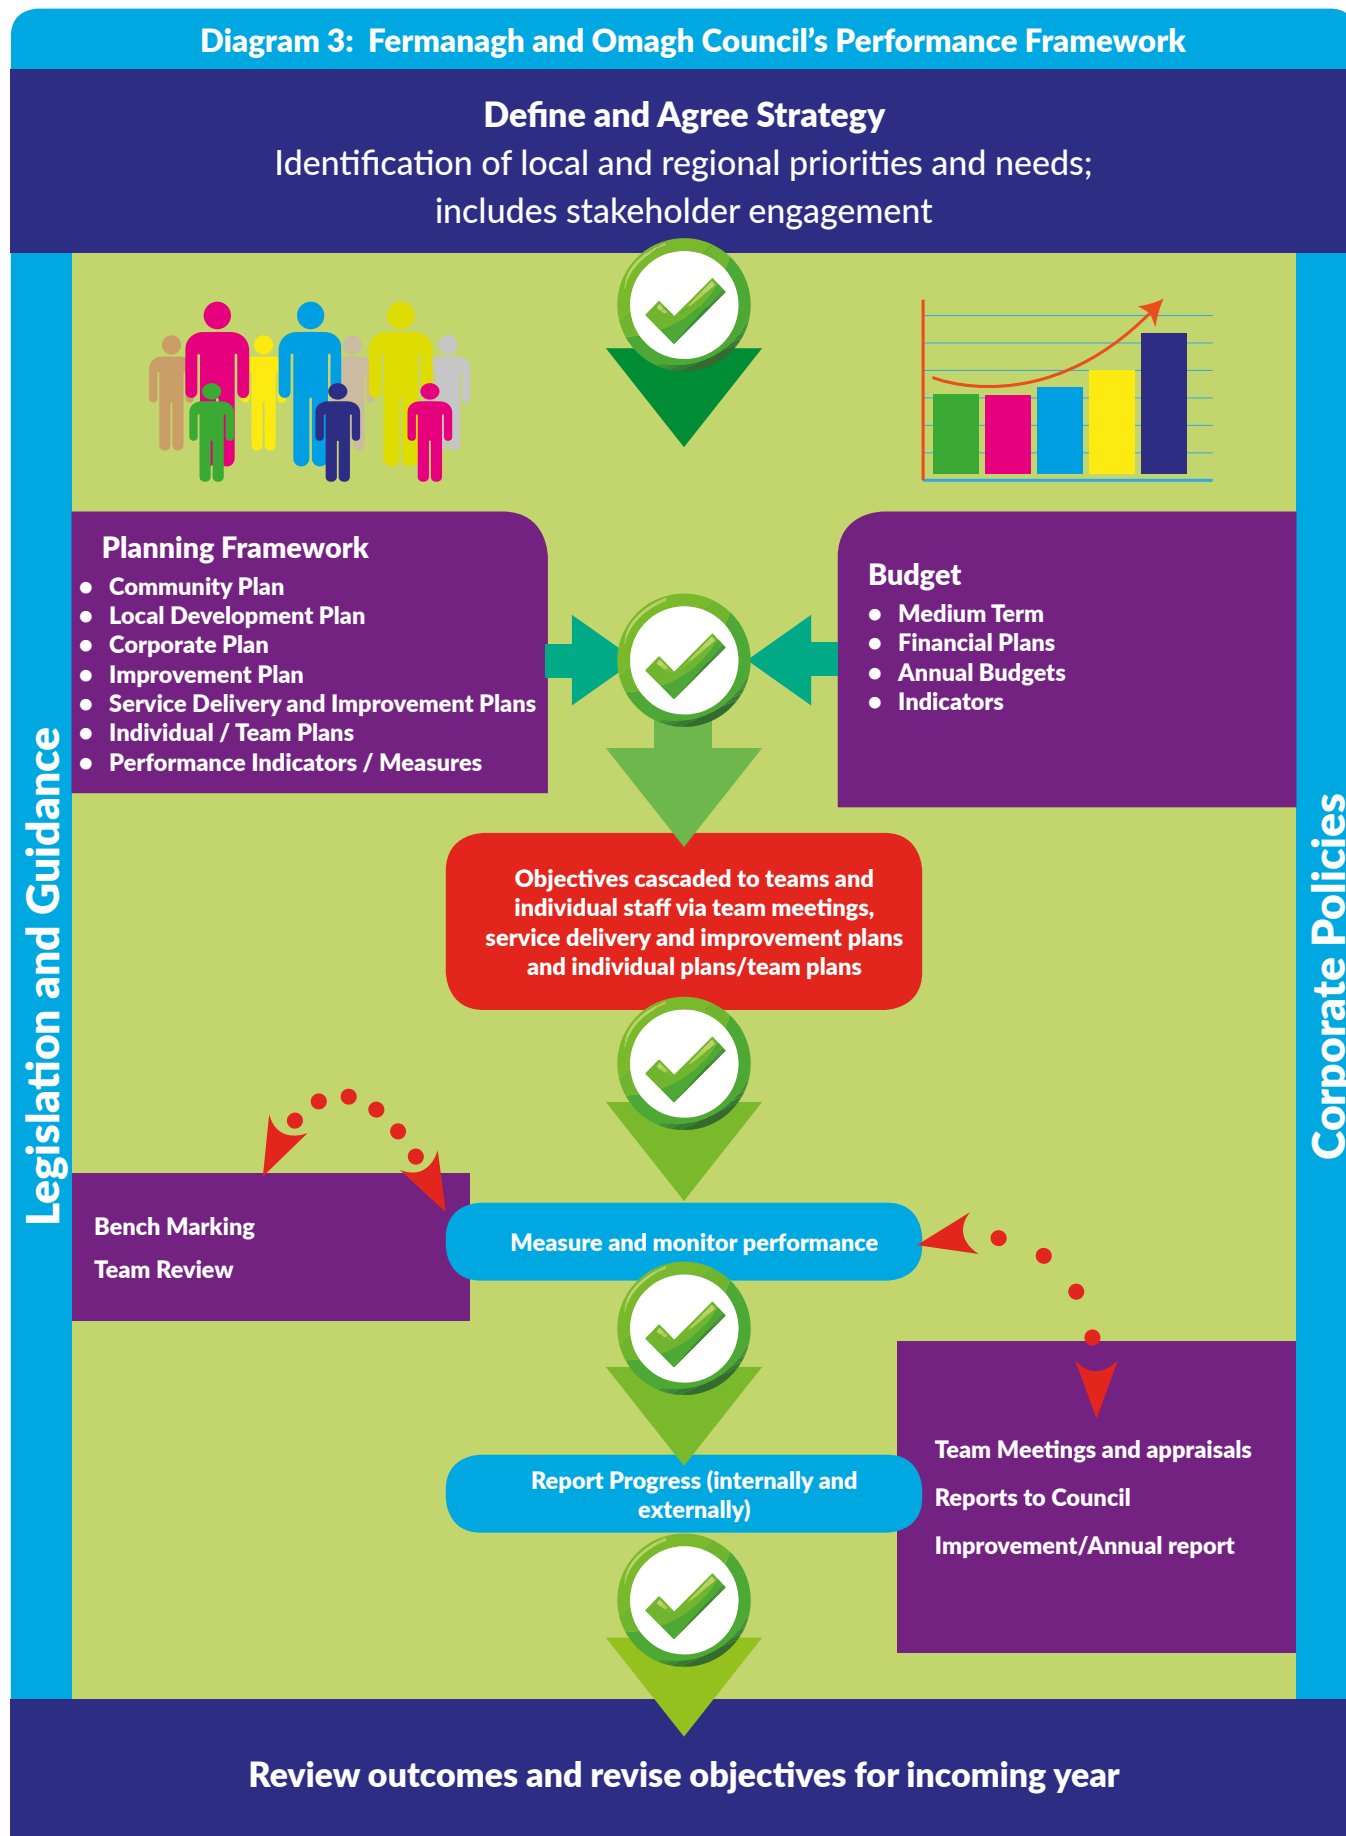 Diagram 3:  Fermanagh and Omagh Council's Performance Framework
Define and Agree Strategy
Identification of local and regional priorities and needs;
includes stakeholder engagement
Legislation and Guidance
Planning Framework
● Community Plan
● Local Development Plan
● Corporate Plan
● Improvement Plan
● Service Delivery and Improvement Plans
● Individual / Team Plans
● Performance Indicators / Measures
Budget
● Medium Term
● Financial Plans
● Annual Budgets
● Indicators
Corporate Policies
Objectives cascaded to teams and
individual staff via team meetings,
service delivery and improvement plans
and individual plans/team plans
Bench Marking
Team Review
Measure and monitor performance
Report Progress (internally and
externally)
Team Meetings and appraisals
Reports to Council
Improvement/Annual report
Review outcomes and revise objectives for incoming year